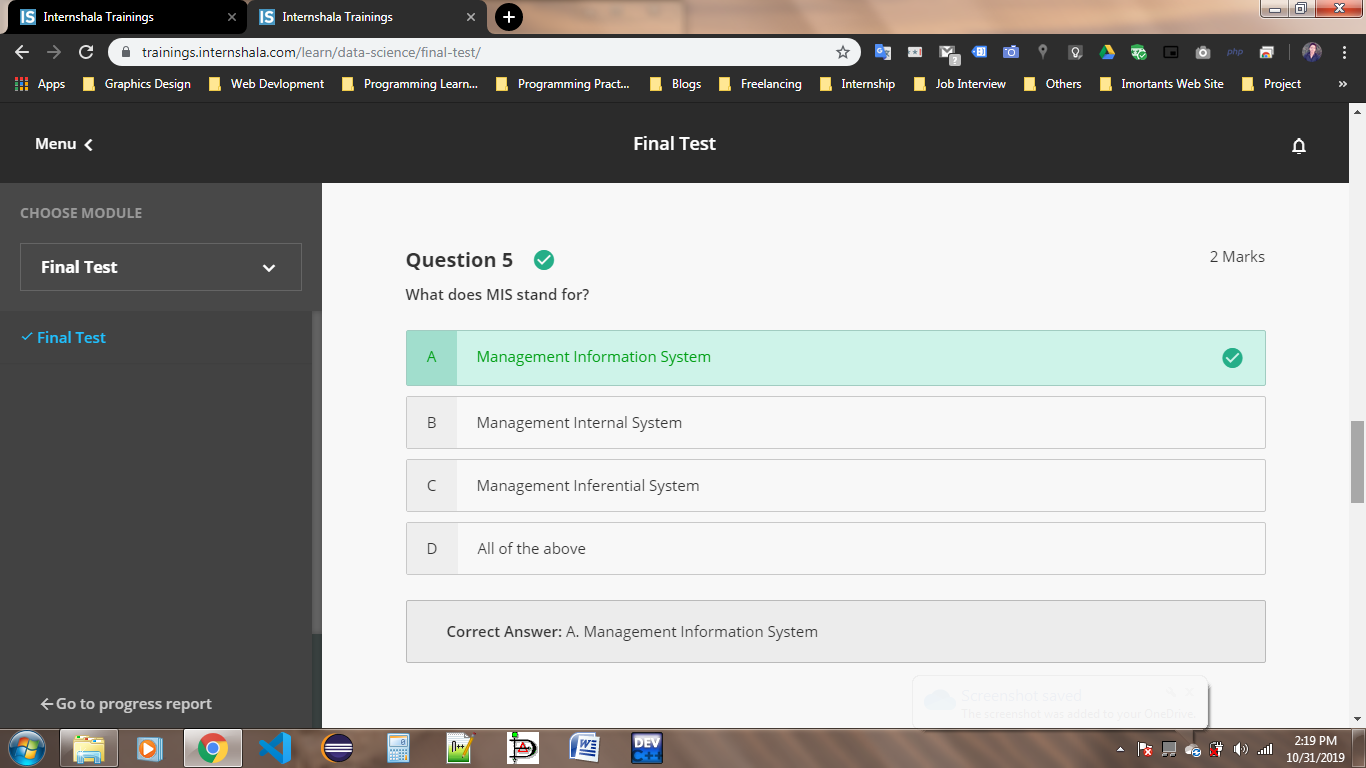 Internshala Trainings
Internshala Trainings
trainings.internshala.com/learn/data-science/final-test/
Apps
Graphics Design
Web Devlopment
Programming Learn...
Programming Pract...
Blogs
Freelancing
Internship
Job Interview
Others
Imortants Web Site
Project
»
Menu
Final Test
CHOOSE MODULE
Final Test
Final Test
Question 5
2 Marks
What does MIS stand for?
A Management Information System
B Management Internal System
C Management Inferential System
D All of the above
Correct Answer: A. Management Information System
Go to progress report
Screenshot saved
The screenshot was added to your OneDrive.
DEV
2:19 PM
10/31/2019